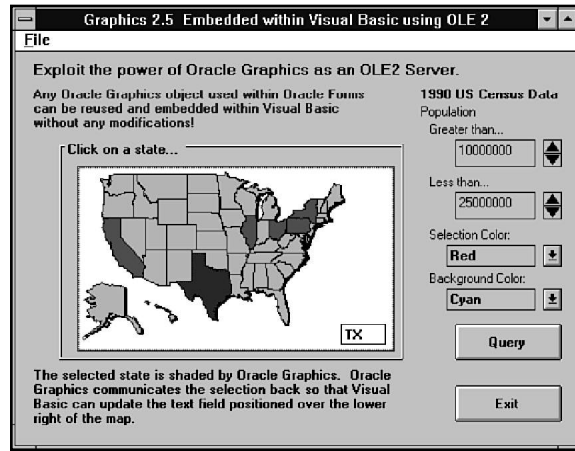 Graphics 2.5 Embedded within Visual Basic using OLE 2
File
Exploit the power of Oracle Graphics as an OLE2 Server.
Any Oracle Graphics object used within Oracle Forms
can be reused and embedded within Visual Basic
without any modifications!
1990 US Census Data
Population
Greater than...
10000000
Less than...
25000000
Selection Color:
Red
Background Color:
Cyan
Query
Exit
Click on a state...
TX
The selected state is shaded by Oracle Graphics. Oracle
Graphics communicates the selection back so that Visual
Basic can update the text field positioned over the lower
right of the map.